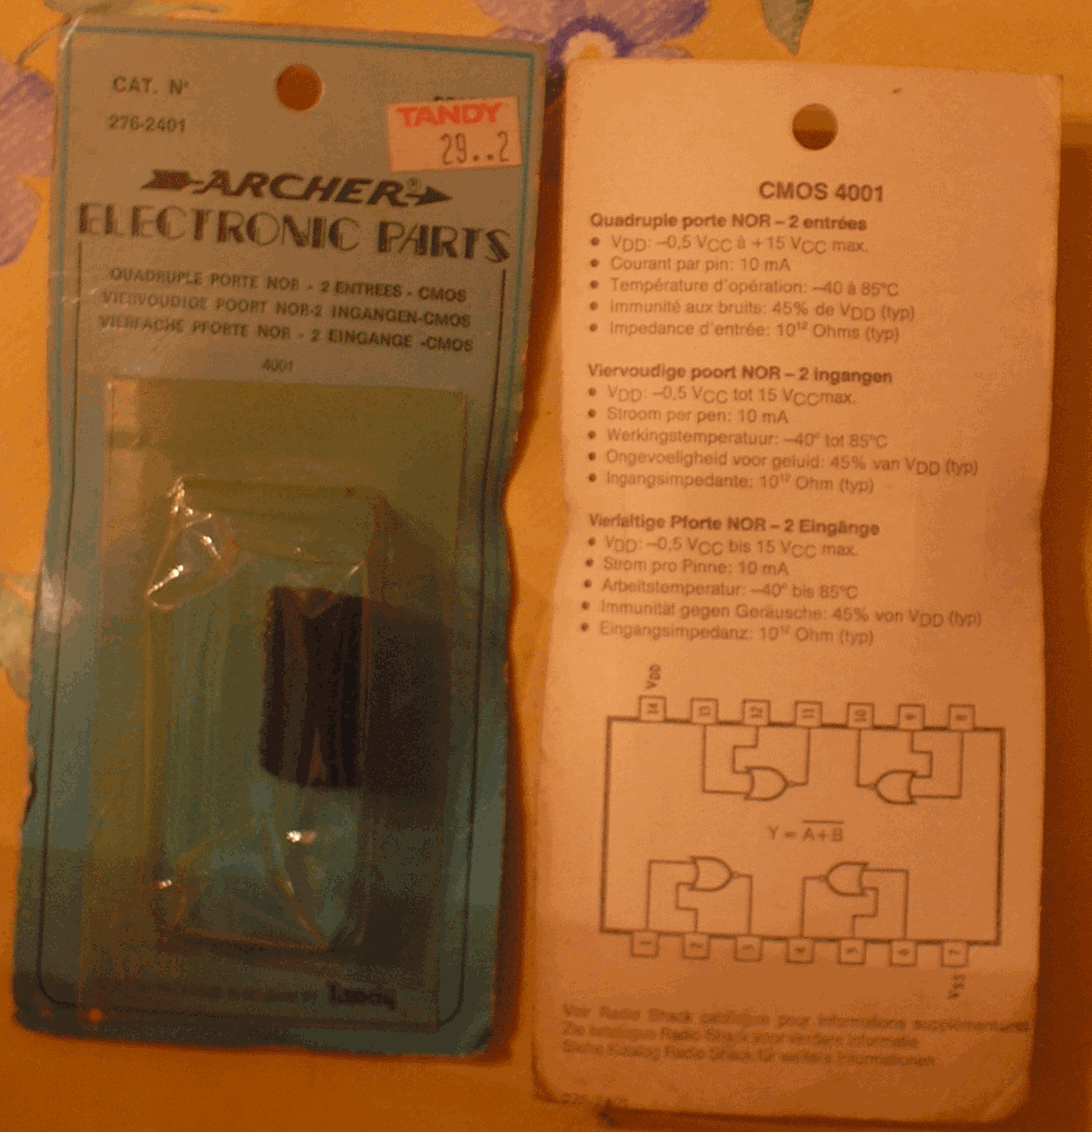 CAT. N°
276-2401
TANDY
29..2
ARCHER®
ELECTRONIC PARTS
QUADRUPLE PORTE NOR - 2 ENTREES - CMOS
VIERVOUDIGE POORT NOR-2 INGANGEN-CMOS
VIERFACHE PFORTE NOR - 2 EINGANGE -CMOS
4001
Tandy
CMOS 4001
Quadruple porte NOR – 2 entrées
• VDD: –0,5 VCC à +15 VCC max.
• Courant par pin: 10 mA
• Température d'opération: –40 à 85°C
• Immunité aux bruits: 45% de VDD (typ)
• Impedance d'entrée: 10¹² Ohms (typ)
Viervoudige poort NOR – 2 ingangen
• VDD: –0,5 VCC tot 15 VCCmax.
• Stroom per pen: 10 mA
• Werkingstemperatuur: –40° tot 85°C
• Ongevoeligheid voor geluid: 45% van VDD (typ)
• Ingangsimpedante: 10¹² Ohm (typ)
Vierfaltige Pforte NOR – 2 Eingänge
• VDD: –0,5 VCC bis 15 VCC max.
• Strom pro Pinne: 10 mA
• Arbeitstemperatur: –40° bis 85°C
• Immunität gegen Geräusche: 45% von VDD (typ)
• Eingangsimpedanz: 10¹² Ohm (typ)
VDD
14 13 12 11 10 9 8
Y = A+B
1 2 3 4 5 6 7
VSS
Voir Radio Shack catalogue pour informations supplémentaires
Zie catalogue Radio Shack voor verdere informatie
Siehe Katalog Radio Shack für weitere Informationen